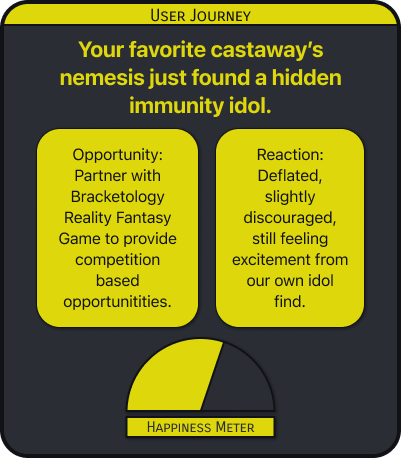 User Journey
Your favorite castaway's
nemesis just found a hidden
immunity idol.
Opportunity:
Partner with
Bracketology
Reality Fantasy
Game to provide
competition
based
opportunitities.
Reaction:
Deflated,
slightly
discouraged,
still feeling
excitement from
our own idol
find.
Happiness Meter